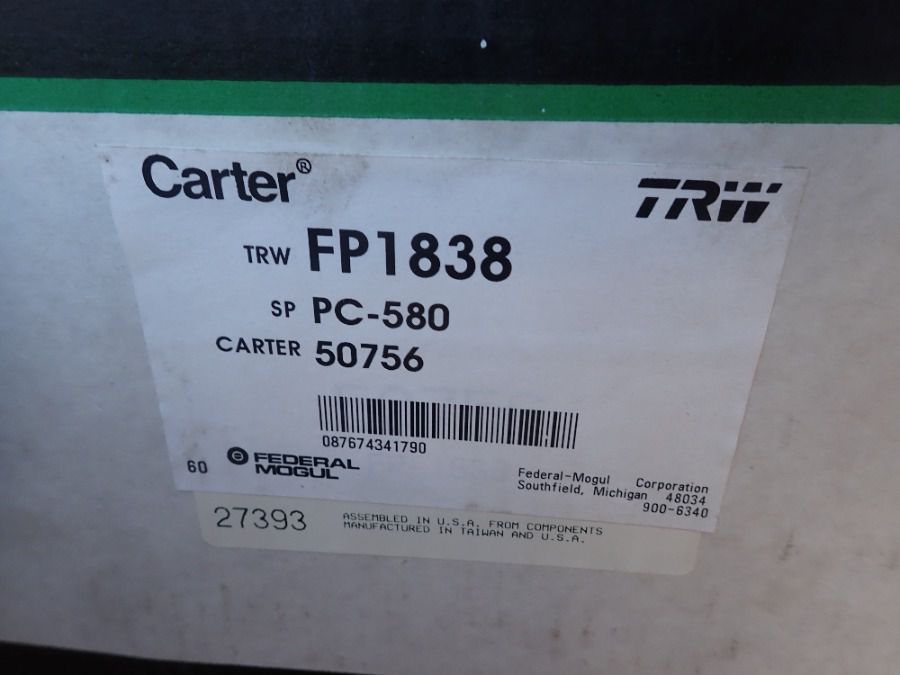 Carter®
TRW
TRW FP1838
SP PC-580
CARTER 50756
087674341790
60
FEDERAL
MOGUL
Federal-Mogul Corporation
Southfield, Michigan 48034
900-6340
27393
ASSEMBLED IN U.S.A. FROM COMPONENTS
MANUFACTURED IN TAIWAN AND U.S.A.